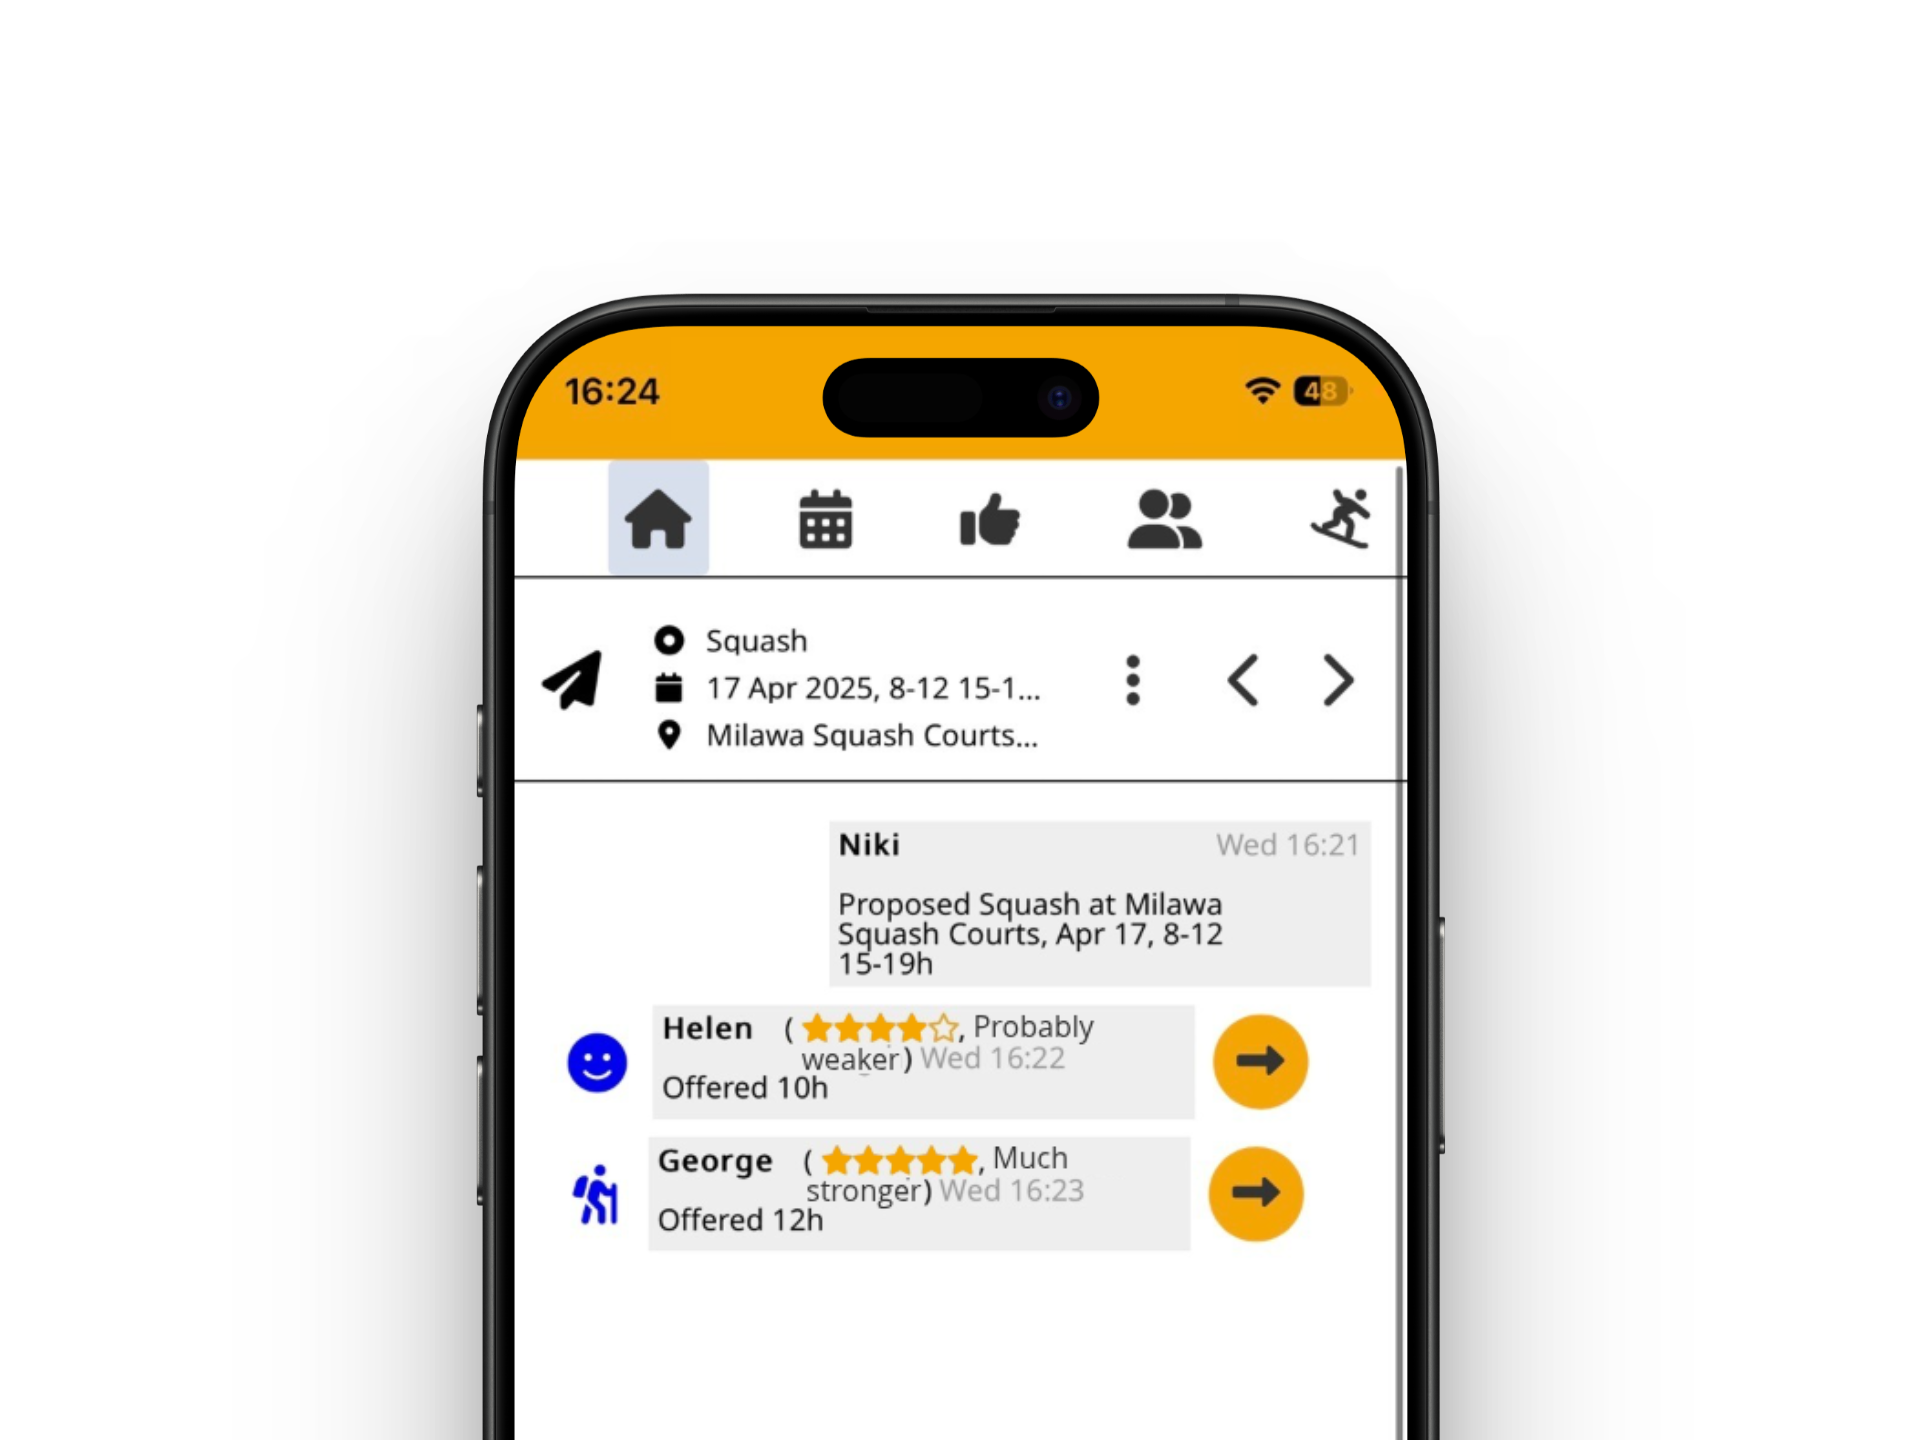 16:24
48
Squash
17 Apr 2025, 8-12 15-1...
Milawa Squash Courts...
Niki Wed 16:21
Proposed Squash at Milawa
Squash Courts, Apr 17, 8-12
15-19h
Helen (, Probably
weaker) Wed 16:22
Offered 10h
George (, Much
stronger) Wed 16:23
Offered 12h